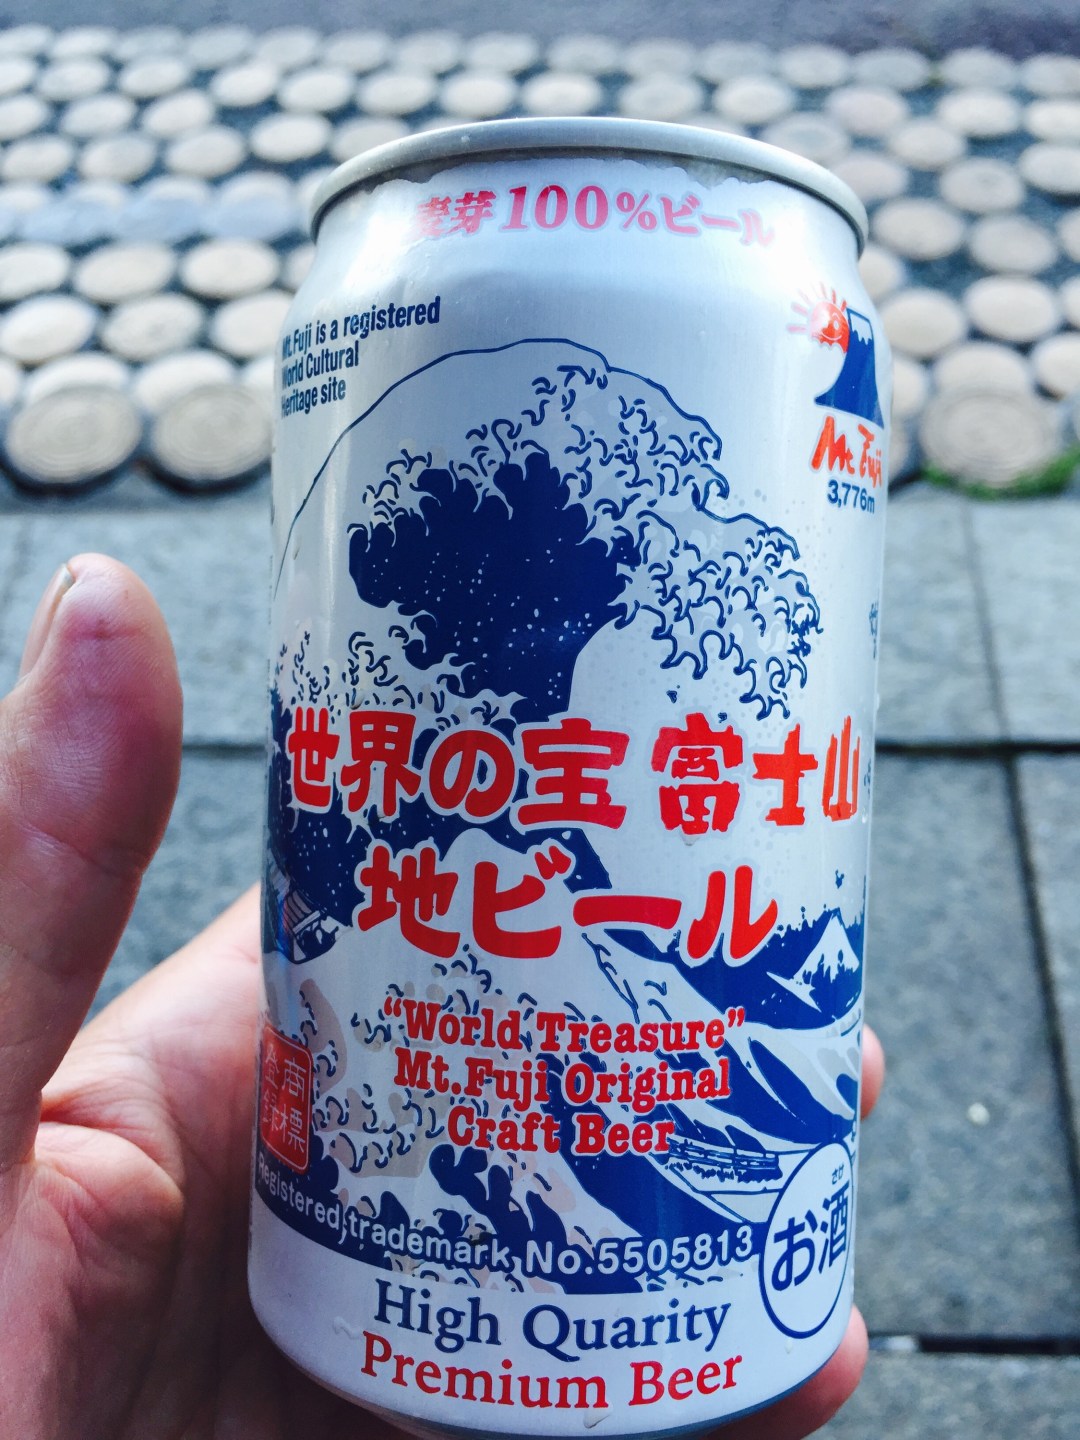 麦芽100%ビール
Mt.Fuji is a registered
World Cultural
Heritage site
Mt. Fuji
3,776m
世界の宝 富士山
地ビール
“World Treasure”
Mt.Fuji Original
Craft Beer
商標
登録
Registered trademark No.5505813
さけ
お酒
High Quarity
Premium Beer